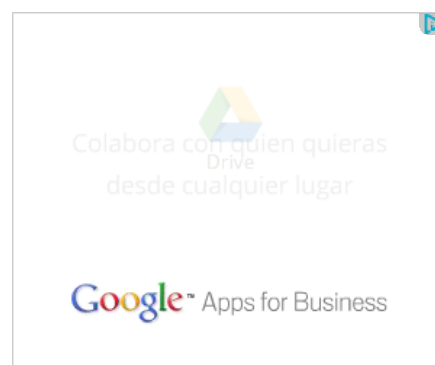 Colabora con quien quieras
Drive
desde cualquier lugar
Google™ Apps for Business